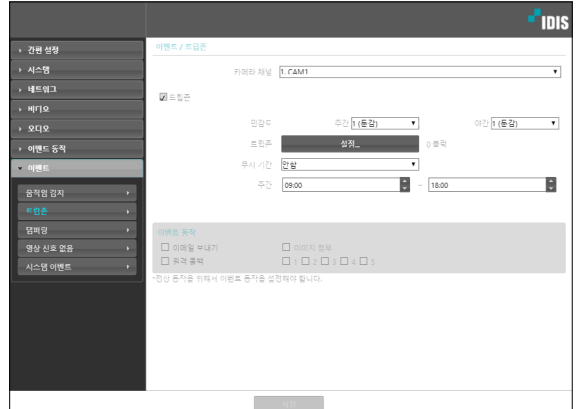 IDIS
간편 설정
시스템
네트워크
비디오
오디오
이벤트 동작
이벤트
움직임 감지
트립존
탬퍼링
영상 신호 없음
시스템 이벤트
이벤트 / 트립존
카메라 채널 1. CAM1
트립존
민감도 주간 1 (둔감) 야간 1 (둔감)
트립존 설정... 0 블럭
무시 기간 안함
주간 09:00 ~ 18:00
이벤트 동작
이메일 보내기 이미지 첨부
원격 콜백 1 2 3 4 5
*정상 동작을 위해서 이벤트 동작을 설정해야 합니다.
저장